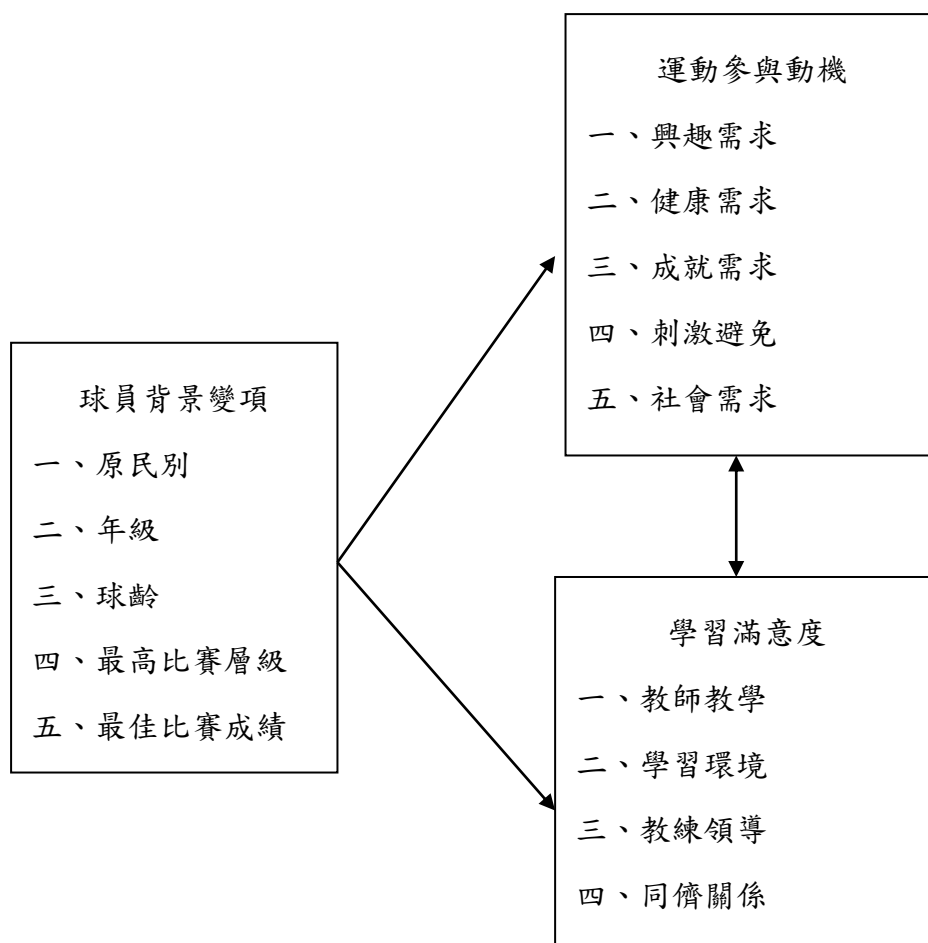 運動參與動機
一、興趣需求
二、健康需求
三、成就需求
四、刺激避免
五、社會需求
球員背景變項
一、原民別
二、年級
三、球齡
四、最高比賽層級
五、最佳比賽成績
學習滿意度
一、教師教學
二、學習環境
三、教練領導
四、同儕關係